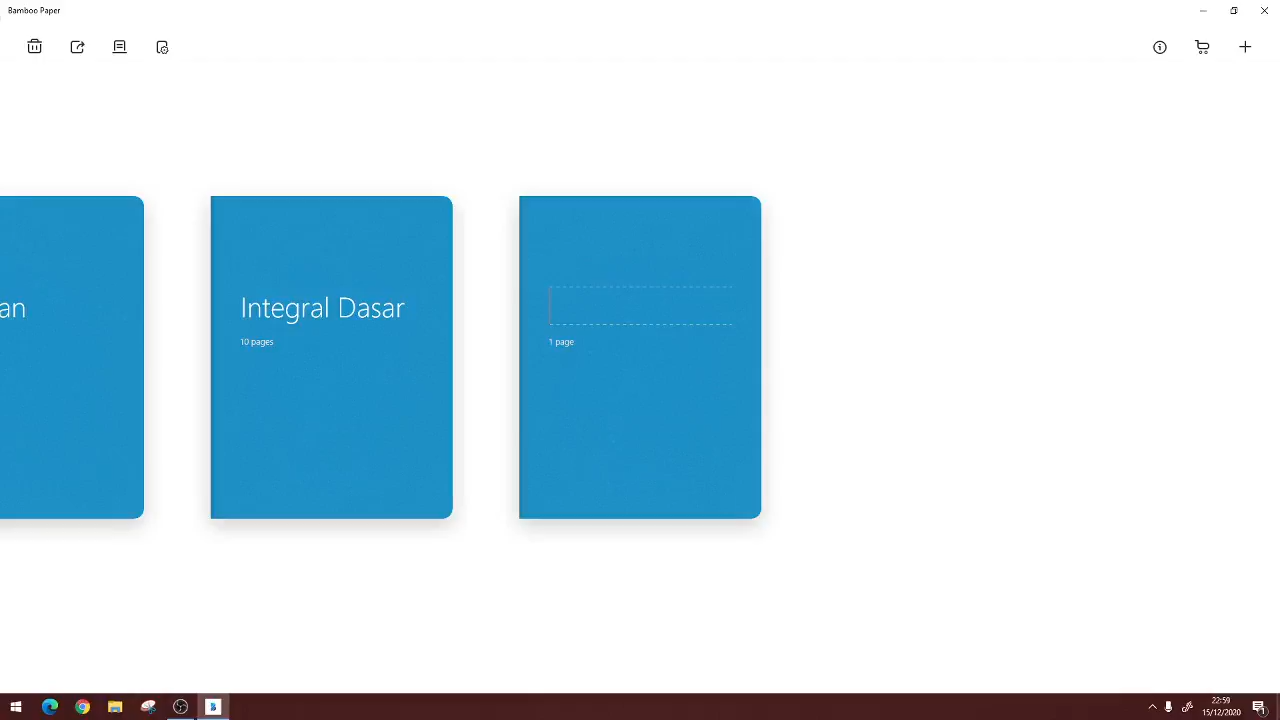 Bamboo Paper
an
Integral Dasar
10 pages
1 page
22:59
15/12/2020